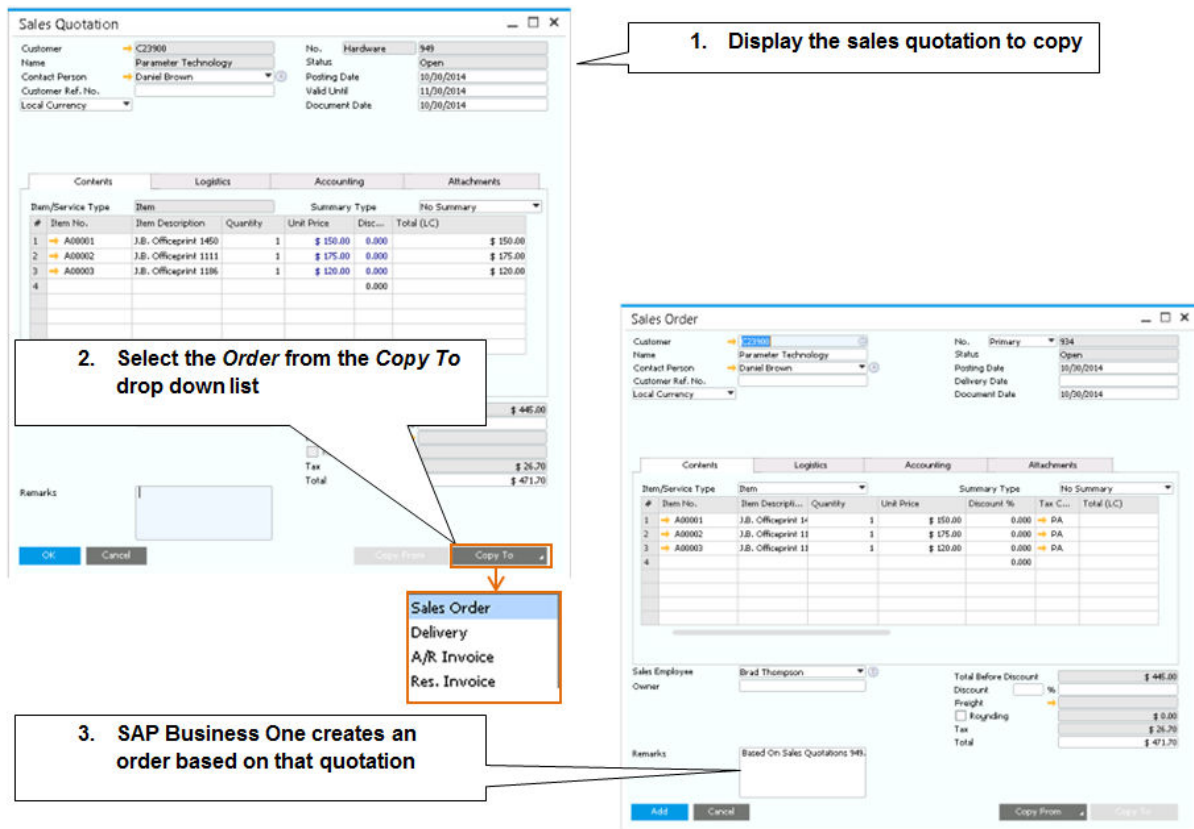 Sales Quotation
Customer C23900 No. Hardware 949
Name Parameter Technology Status Open
Contact Person Daniel Brown Posting Date 10/30/2014
Customer Ref. No. Valid Until 11/30/2014
Local Currency Document Date 10/30/2014
1. Display the sales quotation to copy
Contents Logistics Accounting Attachments
Item/Service Type Item Summary Type No Summary
# Item No. Item Description Quantity Unit Price Disc... Total (LC)
1 A00001 J.B. Officeprint 1450 1 $ 150.00 0.000 $ 150.00
2 A00002 J.B. Officeprint 1111 1 $ 175.00 0.000 $ 175.00
3 A00003 J.B. Officeprint 1186 1 $ 120.00 0.000 $ 120.00
4 0.000
2. Select the Order from the Copy To
drop down list
$ 445.00
Tax $ 26.70
Total $ 471.70
Remarks
OK Cancel Copy From Copy To
Sales Order
Delivery
A/R Invoice
Res. Invoice
3. SAP Business One creates an
order based on that quotation
Sales Order
Customer C23900 No. Primary 934
Name Parameter Technology Status Open
Contact Person Daniel Brown Posting Date 10/30/2014
Customer Ref. No. Delivery Date
Local Currency Document Date 10/30/2014
Contents Logistics Accounting Attachments
Item/Service Type Item Summary Type No Summary
# Item No. Item Descripti... Quantity Unit Price Discount % Tax C... Total (LC)
1 A00001 J.B. Officeprint 14 1 $ 150.00 0.000 PA
2 A00002 J.B. Officeprint 11 1 $ 175.00 0.000 PA
3 A00003 J.B. Officeprint 11 1 $ 120.00 0.000 PA
4 0.000
Sales Employee Brad Thompson Total Before Discount $ 445.00
Owner Discount %
Freight
Rounding $ 0.00
Tax $ 26.70
Total $ 471.70
Remarks Based On Sales Quotations 949.
Add Cancel Copy From Copy To